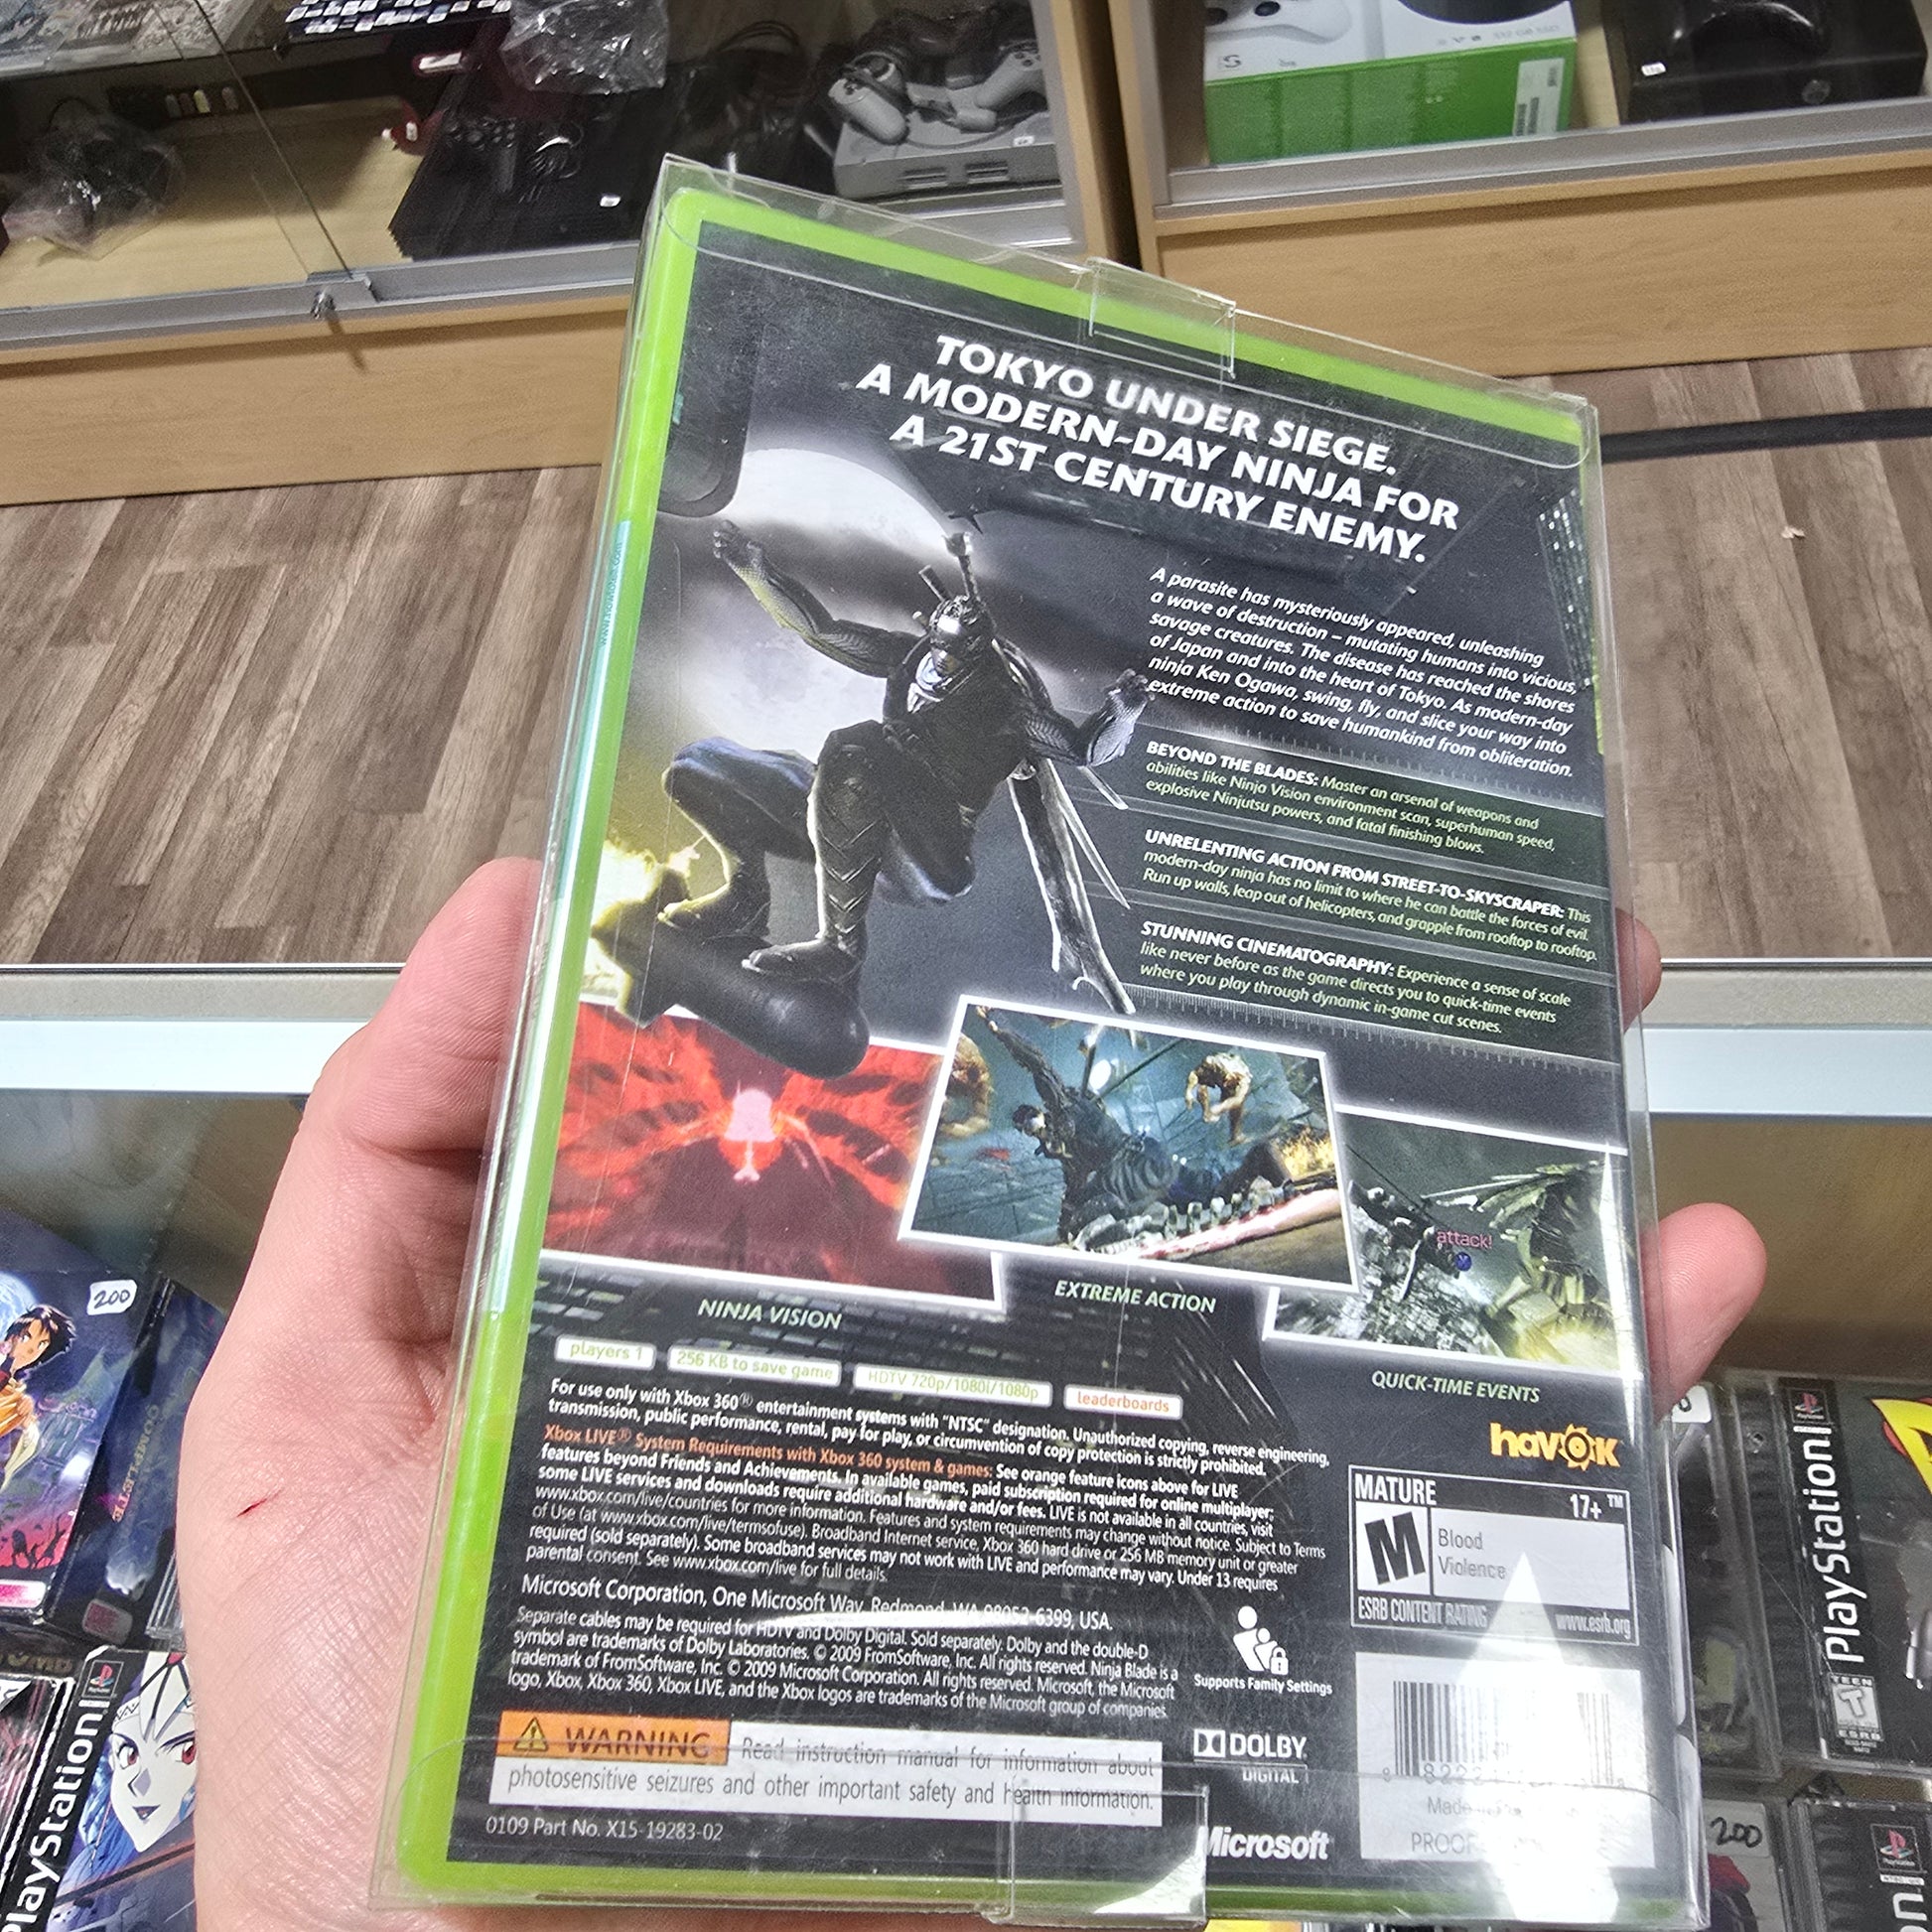 TOKYO UNDER SIEGE.
A MODERN-DAY NINJA FOR
A 21ST CENTURY ENEMY.
A parasite has mysteriously appeared, unleashing
a wave of destruction – mutating humans into vicious,
savage creatures. The disease has reached the shores
of Japan and into the heart of Tokyo. As modern-day
ninja Ken Ogawa, swing, fly, and slice your way into
extreme action to save humankind from obliteration.
BEYOND THE BLADES: Master an arsenal of weapons and
abilities like Ninja Vision environment scan, superhuman speed,
explosive Ninjutsu powers, and fatal finishing blows.
UNRELENTING ACTION FROM STREET-TO-SKYSCRAPER: This
modern-day ninja has no limit to where he can battle the forces of evil.
Run up walls, leap out of helicopters, and grapple from rooftop to rooftop.
STUNNING CINEMATOGRAPHY: Experience a sense of scale
like never before as the game directs you to quick-time events
where you play through dynamic in-game cut scenes.
attack!
NINJA VISION
EXTREME ACTION
QUICK-TIME EVENTS
players 1
256 KB to save game
HDTV 720p/1080i/1080p
leaderboards
For use only with Xbox 360® entertainment systems with "NTSC" designation. Unauthorized copying, reverse engineering,
transmission, public performance, rental, pay for play, or circumvention of copy protection is strictly prohibited.
Xbox LIVE® System Requirements with Xbox 360 system & games: See orange feature icons above for LIVE
features beyond Friends and Achievements. In available games, paid subscription required for online multiplayer;
some LIVE services and downloads require additional hardware and/or fees. LIVE is not available in all countries, visit
www.xbox.com/live/countries for more information. Features and system requirements may change without notice. Subject to Terms
of Use (at www.xbox.com/live/termsofuse). Broadband Internet service, Xbox 360 hard drive or 256 MB memory unit or greater
required (sold separately). Some broadband services may not work with LIVE and performance may vary. Under 13 requires
parental consent. See www.xbox.com/live for full details.
Microsoft Corporation, One Microsoft Way, Redmond, WA 98052-6399, USA.
Separate cables may be required for HDTV and Dolby Digital. Sold separately. Dolby and the double-D
symbol are trademarks of Dolby Laboratories. © 2009 FromSoftware, Inc. All rights reserved. Ninja Blade is a
trademark of FromSoftware, Inc. © 2009 Microsoft Corporation. All rights reserved. Microsoft, the Microsoft
logo, Xbox, Xbox 360, Xbox LIVE, and the Xbox logos are trademarks of the Microsoft group of companies.
WARNING Read instruction manual for information about
photosensitive seizures and other important safety and health information.
0109 Part No. X15-19283-02
havok
MATURE 17+ ™
M
Blood
Violence
ESRB CONTENT RATING www.esrb.org
Supports Family Settings
DOLBY
DIGITAL
Microsoft
Made
PROOF
200
COMPLETE
PlayStation
PlayStation
TEEN
T
ESRB
200